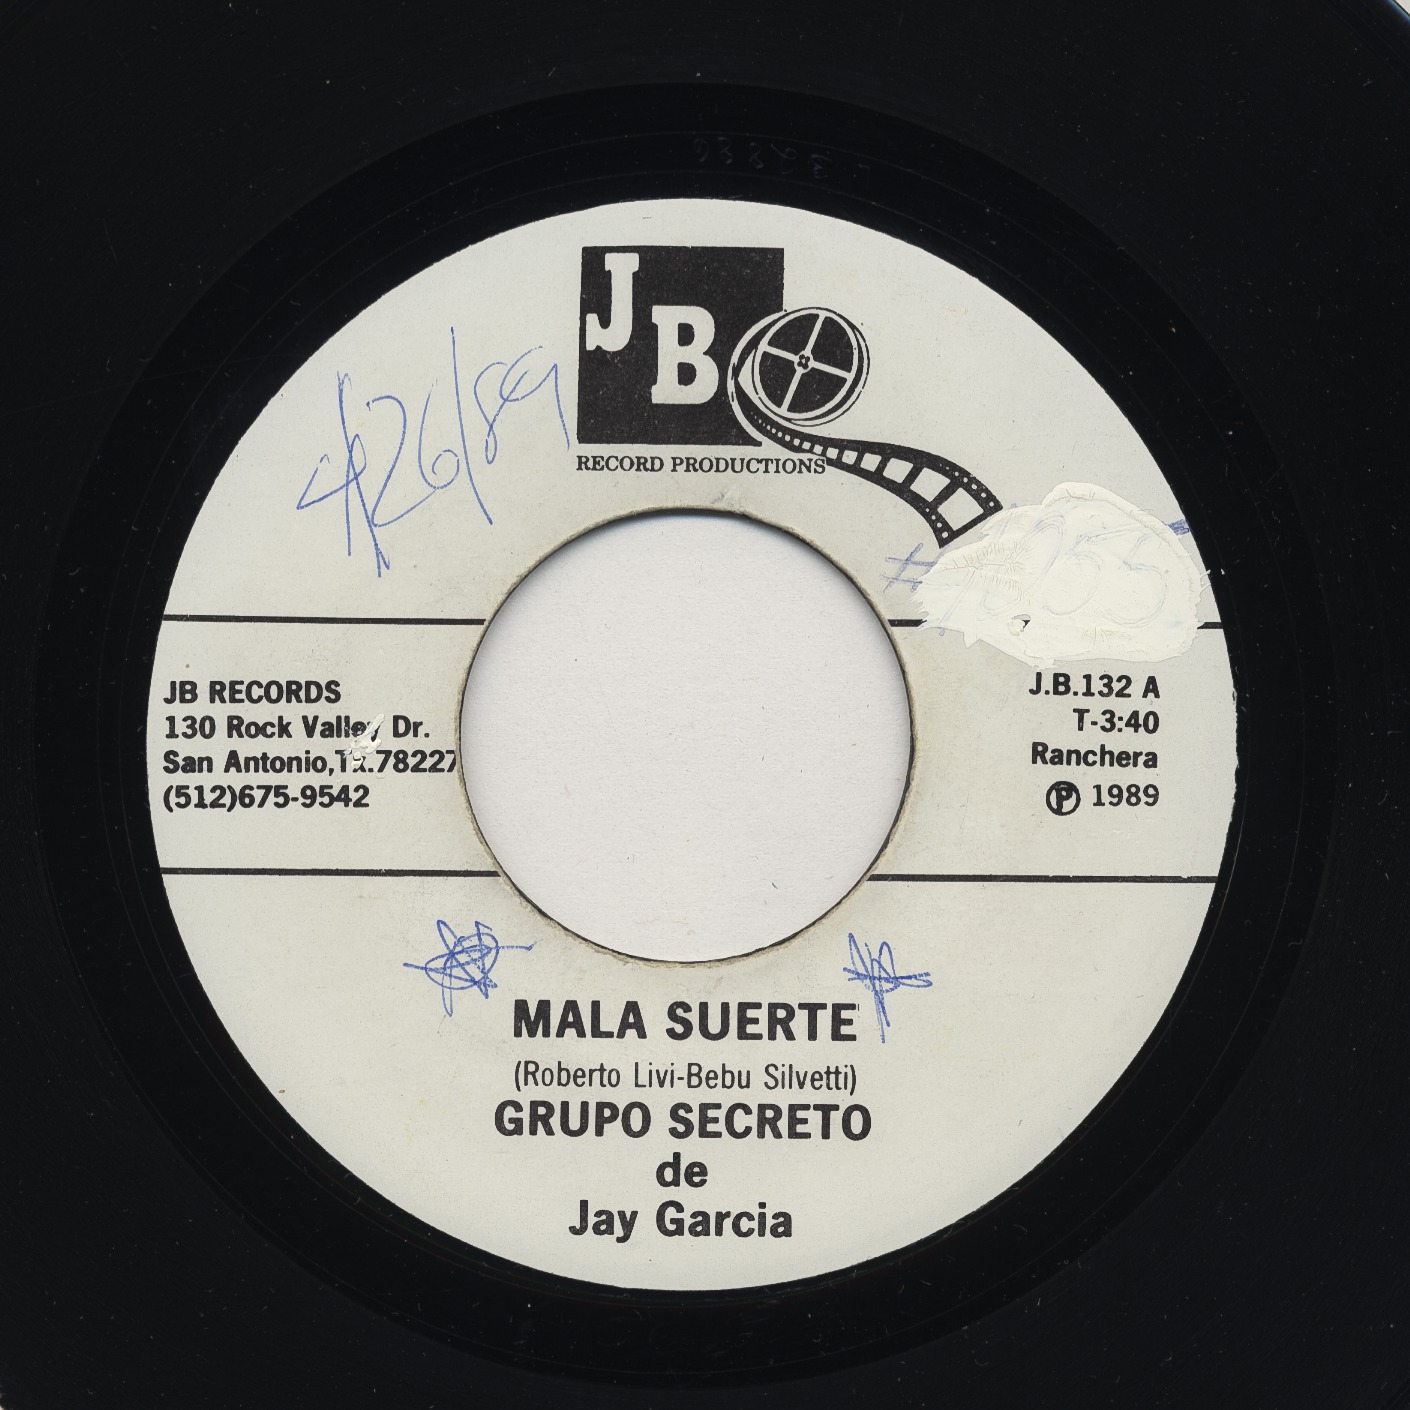 JB
RECORD PRODUCTIONS
4/26/89
JB RECORDS
130 Rock Valley Dr.
San Antonio,Tx.78227
(512)675-9542
J.B.132 A
T-3:40
Ranchera
℗ 1989
MALA SUERTE
(Roberto Livi-Bebu Silvetti)
GRUPO SECRETO
de
Jay Garcia